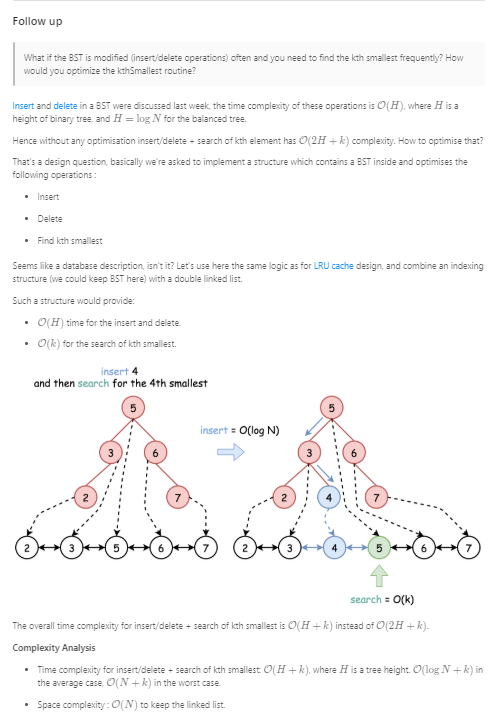 Follow up
What if the BST is modified (insert/delete operations) often and you need to find the kth smallest frequently? How
would you optimize the kthSmallest routine?
Insert and delete in a BST were discussed last week, the time complexity of these operations is O(H), where H is a
height of binary tree, and H = log N for the balanced tree.
Hence without any optimisation insert/delete + search of kth element has O(2H + k) complexity. How to optimise that?
That's a design question, basically we're asked to implement a structure which contains a BST inside and optimises the
following operations :
• Insert
• Delete
• Find kth smallest
Seems like a database description, isn't it? Let's use here the same logic as for LRU cache design, and combine an indexing
structure (we could keep BST here) with a double linked list.
Such a structure would provide:
• O(H) time for the insert and delete.
• O(k) for the search of kth smallest.
insert 4
and then search for the 4th smallest
5
5
insert = O(log N)
3
6
3
6
2
7
2
4
7
2
3
5
6
7
2
3
4
5
6
7
search = O(k)
The overall time complexity for insert/delete + search of kth smallest is O(H + k) instead of O(2H + k).
Complexity Analysis
• Time complexity for insert/delete + search of kth smallest: O(H + k), where H is a tree height. O(log N + k) in
the average case, O(N + k) in the worst case.
• Space complexity : O(N) to keep the linked list.